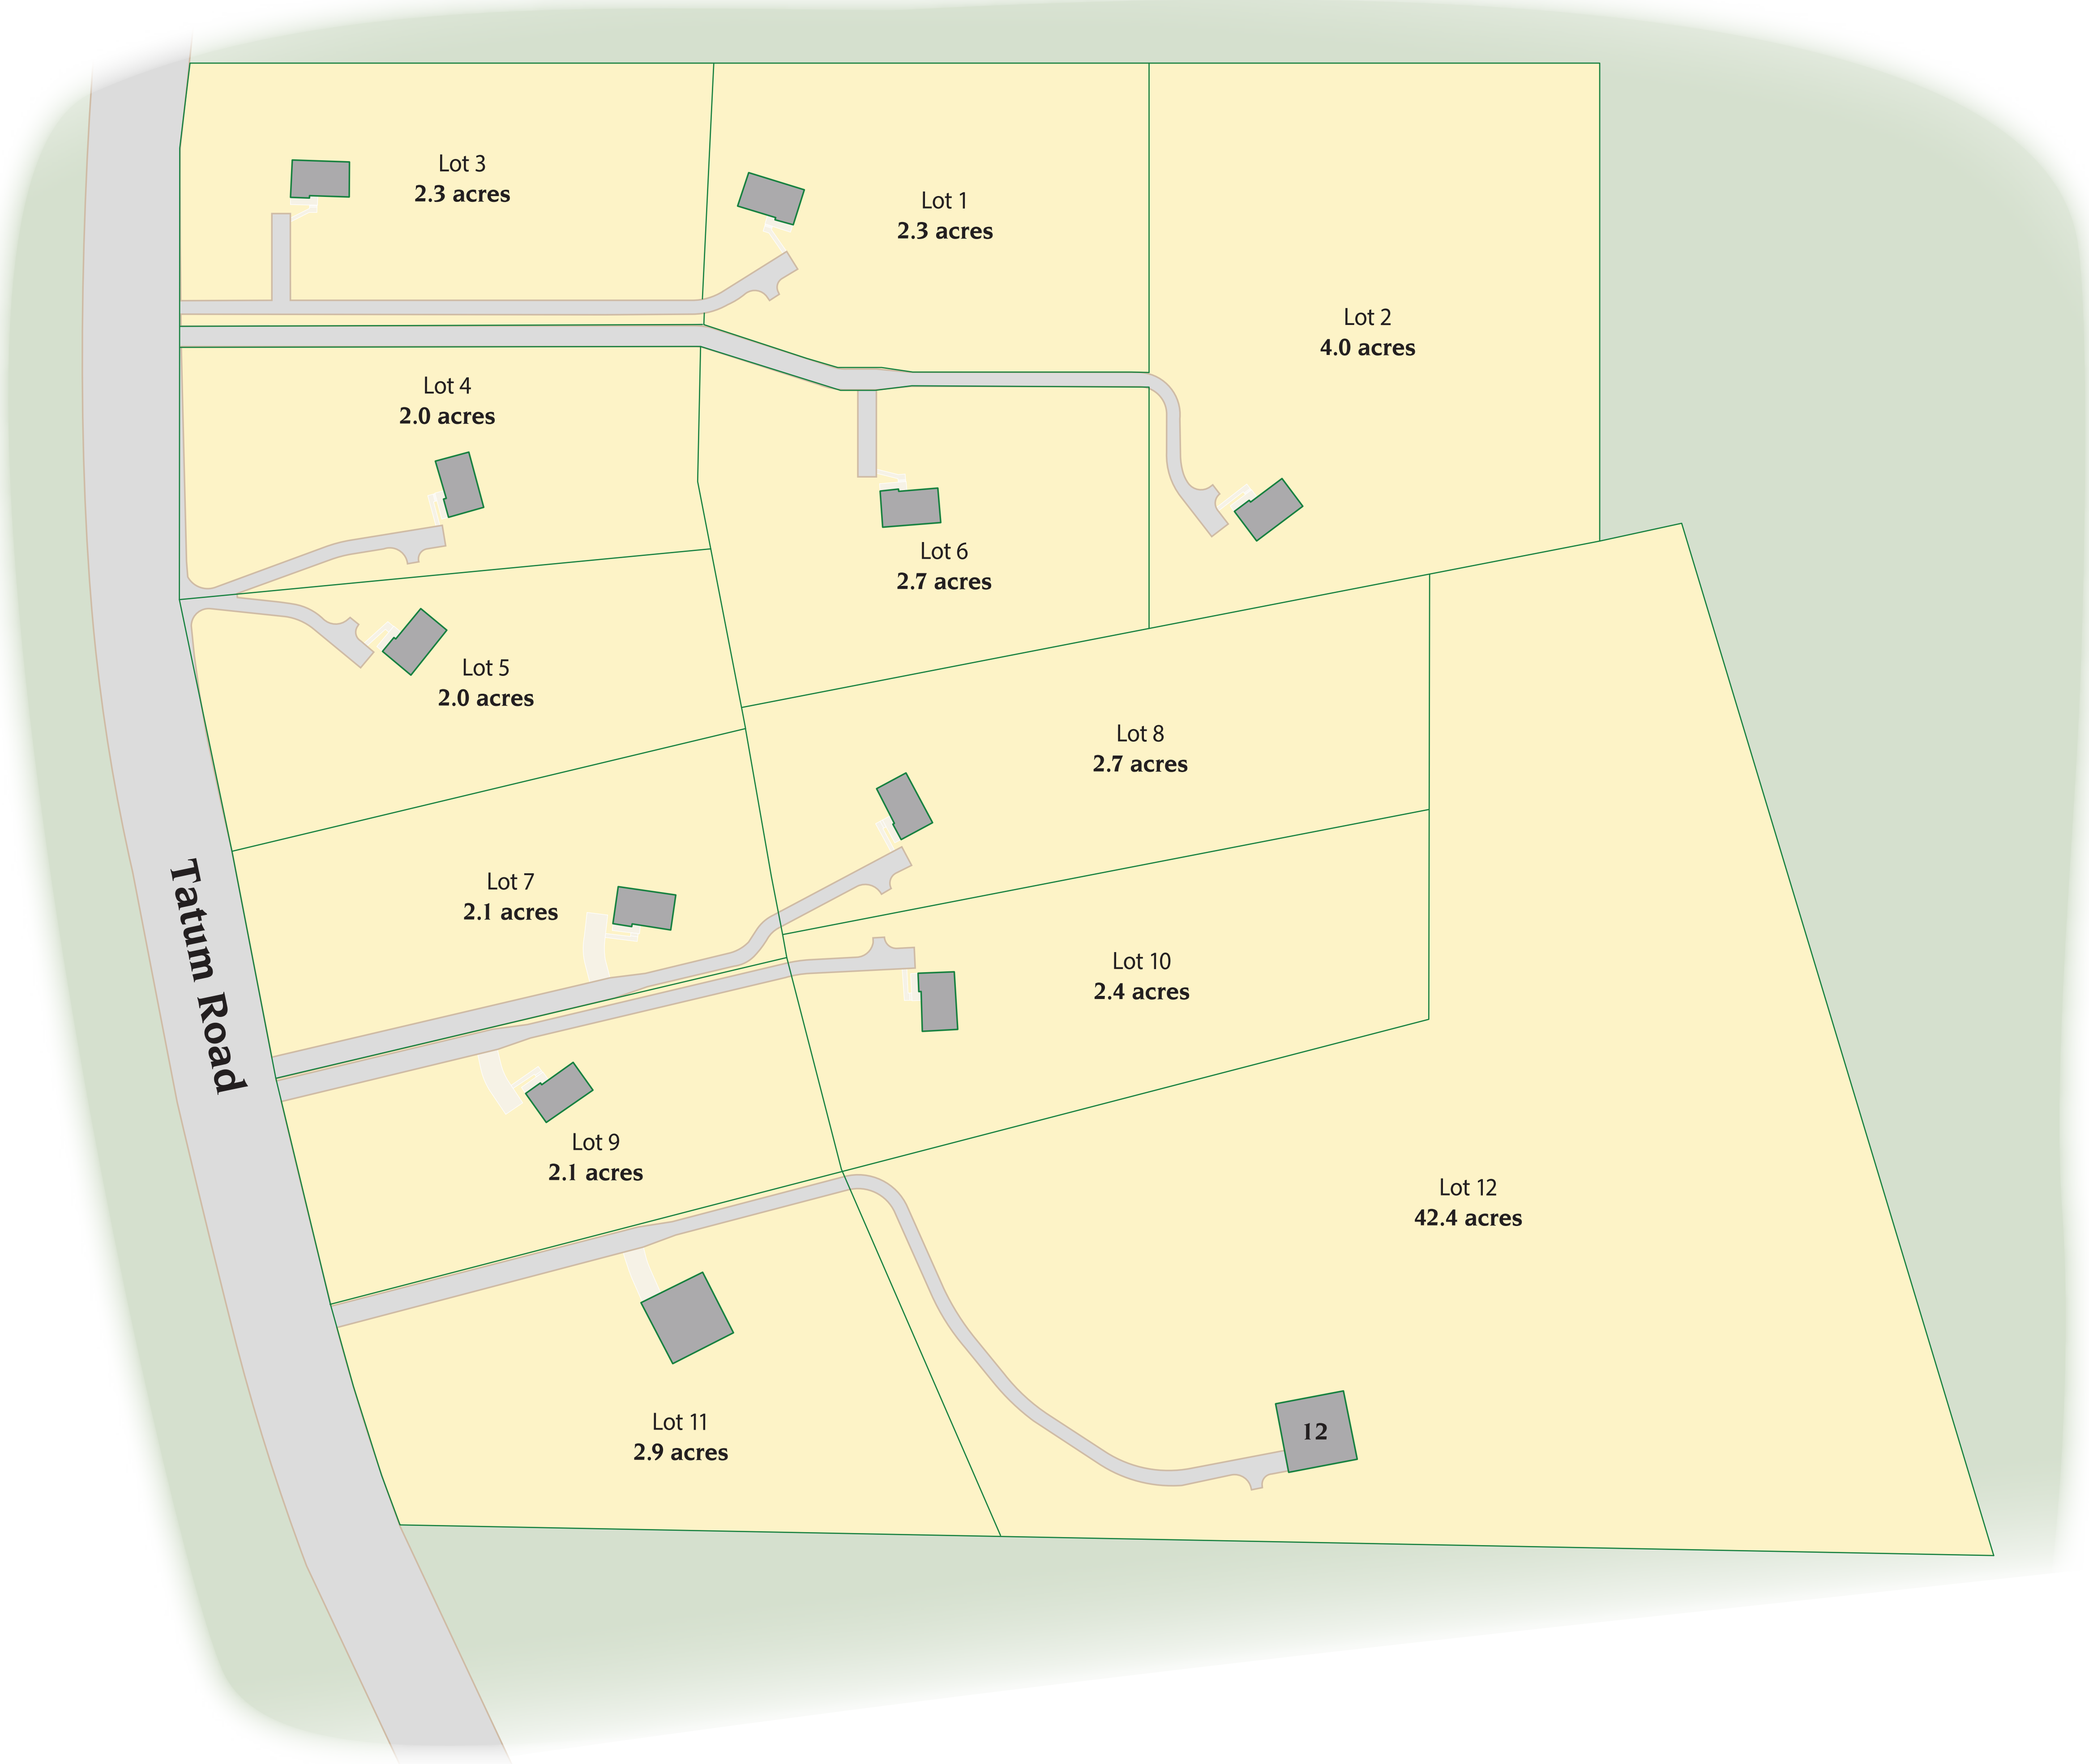 Lot 3
2.3 acres
Lot 1
2.3 acres
Lot 2
4.0 acres
Lot 4
2.0 acres
Lot 6
2.7 acres
Lot 5
2.0 acres
Lot 8
2.7 acres
Lot 7
2.1 acres
Tatum Road
Lot 10
2.4 acres
Lot 9
2.1 acres
Lot 12
42.4 acres
Lot 11
2.9 acres
12